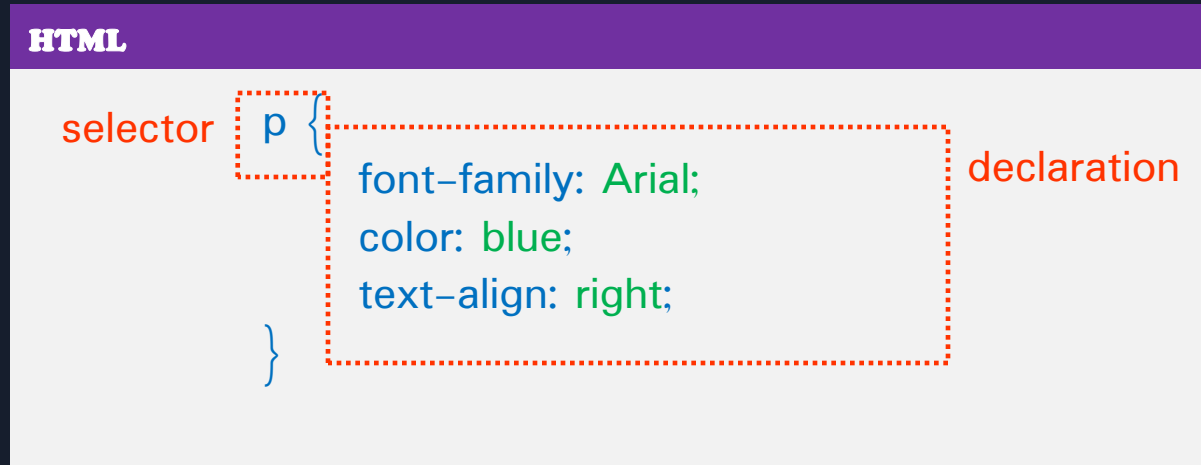 HTML
selector p {
declaration
font-family: Arial;
color: blue;
text-align: right;
}